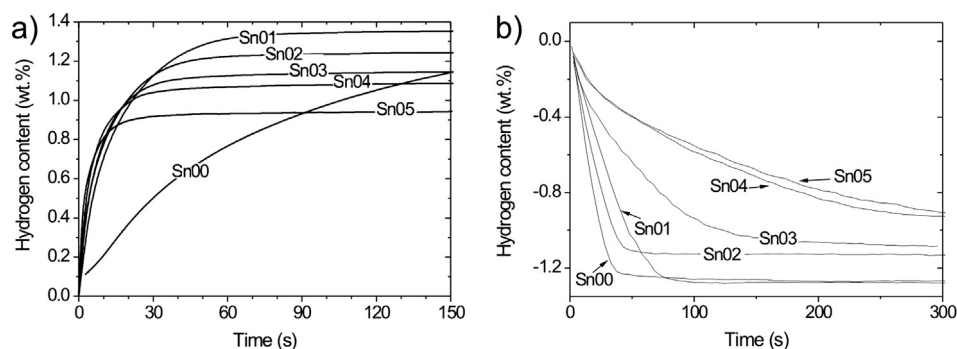 a)
Hydrogen content (wt.%)
1.4
1.2
1.0
0.8
0.6
0.4
0.2
0.0
Sn01
Sn02
Sn03
Sn04
Sn05
Sn00
0 30 60 90 120 150
Time (s)
b)
Hydrogen content (wt.%)
0.0
-0.4
-0.8
-1.2
Sn05
Sn04
Sn01
Sn03
Sn02
Sn00
0 100 200 300
Time (s)